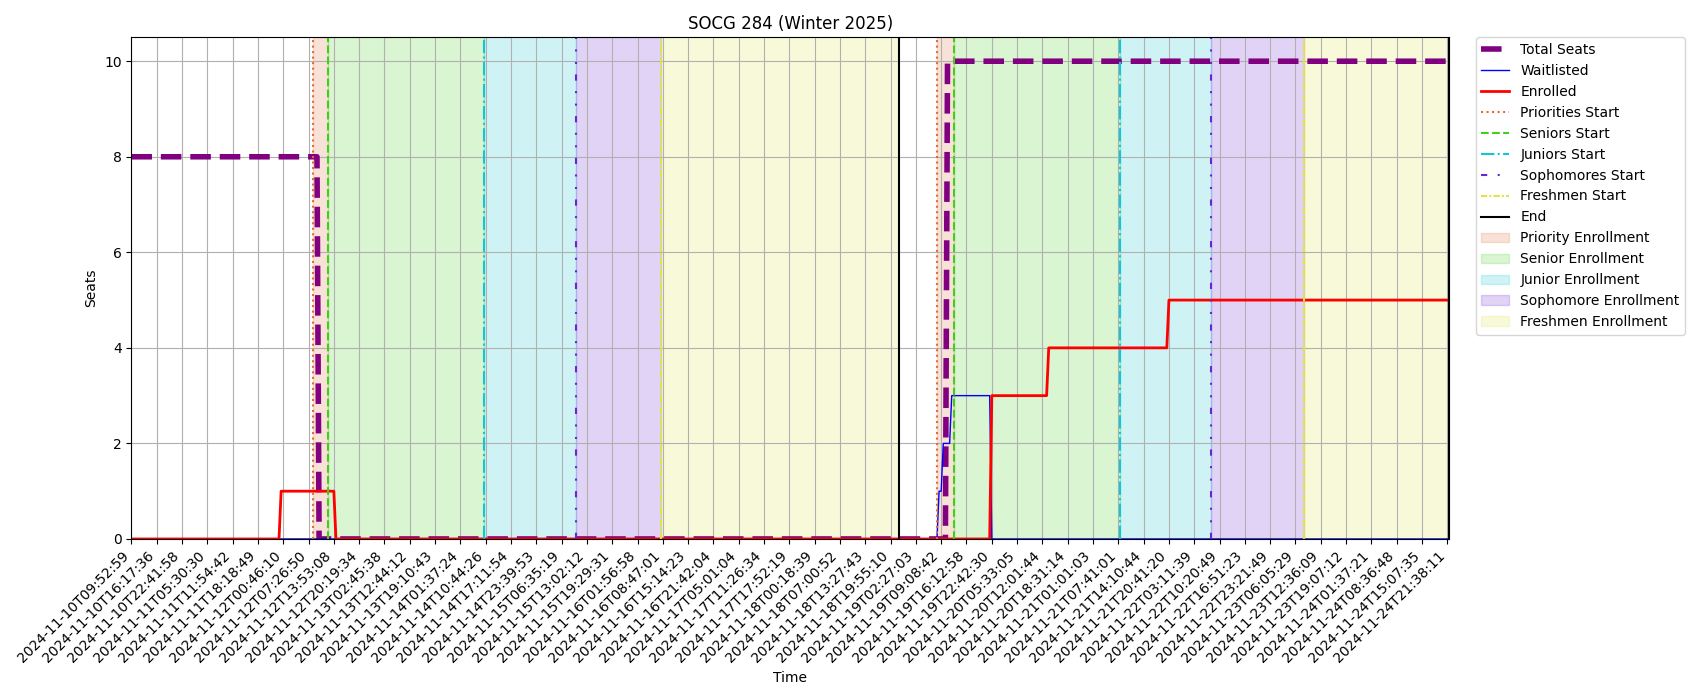 SOCG 284 (Winter 2025)
Seats
10
8
6
4
2
0
2024-11-10T09:52:59
2024-11-10T16:17:36
2024-11-10T22:41:58
2024-11-11T05:30:30
2024-11-11T11:54:42
2024-11-11T18:18:49
2024-11-12T00:46:10
2024-11-12T07:26:50
2024-11-12T13:53:08
2024-11-12T20:19:34
2024-11-13T02:45:38
2024-11-13T12:44:12
2024-11-13T19:10:43
2024-11-14T01:37:24
2024-11-14T10:44:26
2024-11-14T17:11:54
2024-11-14T23:39:53
2024-11-15T06:35:19
2024-11-15T13:02:12
2024-11-15T19:29:31
2024-11-16T01:56:58
2024-11-16T08:47:01
2024-11-16T15:14:23
2024-11-16T21:42:04
2024-11-17T05:01:04
2024-11-17T11:26:34
2024-11-17T17:52:19
2024-11-18T00:18:39
2024-11-18T07:00:52
2024-11-18T13:27:43
2024-11-18T19:55:10
2024-11-19T02:27:03
2024-11-19T09:08:42
2024-11-19T16:12:58
2024-11-19T22:42:30
2024-11-20T05:33:05
2024-11-20T12:01:44
2024-11-20T18:31:14
2024-11-21T01:01:03
2024-11-21T07:41:01
2024-11-21T14:10:44
2024-11-21T20:41:20
2024-11-22T03:11:39
2024-11-22T10:20:49
2024-11-22T16:51:23
2024-11-22T23:21:49
2024-11-23T06:05:29
2024-11-23T12:36:09
2024-11-23T19:07:12
2024-11-24T01:37:21
2024-11-24T08:36:48
2024-11-24T15:07:35
2024-11-24T21:38:11
Time
Total Seats
Waitlisted
Enrolled
Priorities Start
Seniors Start
Juniors Start
Sophomores Start
Freshmen Start
End
Priority Enrollment
Senior Enrollment
Junior Enrollment
Sophomore Enrollment
Freshmen Enrollment